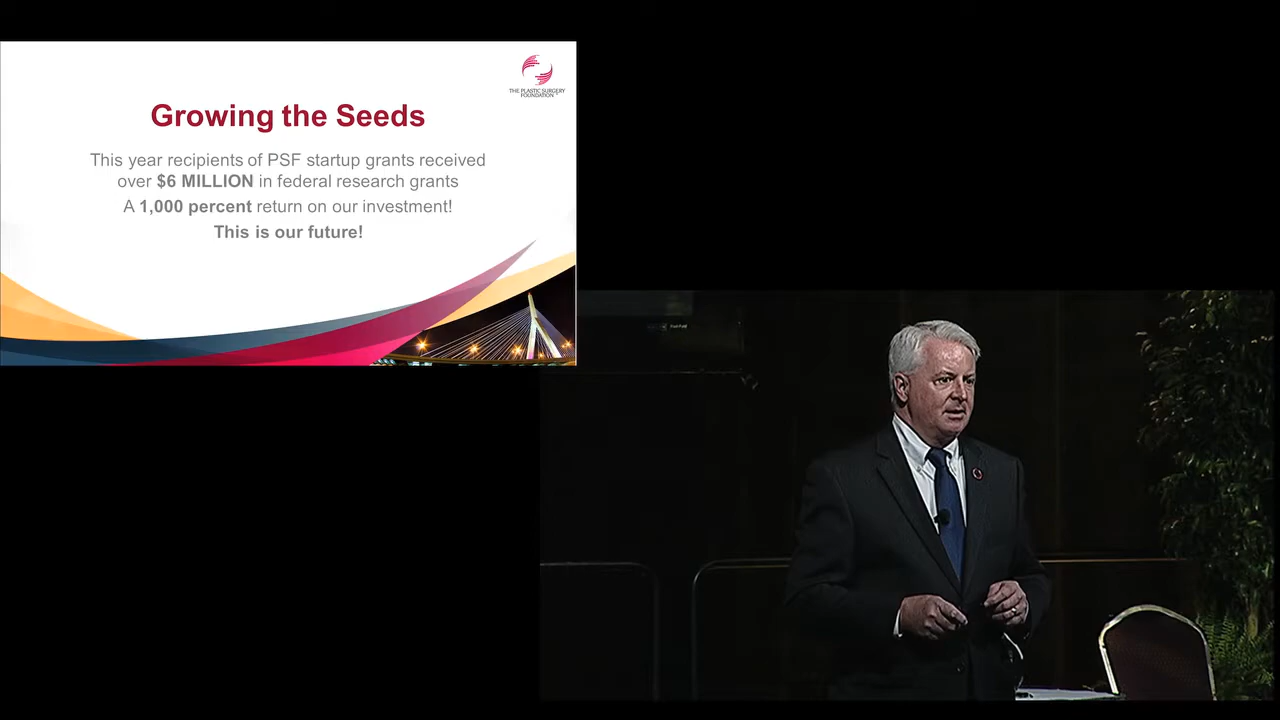 THE PLASTIC SURGERY
FOUNDATION
Growing the Seeds
This year recipients of PSF startup grants received
over $6 MILLION in federal research grants
A 1,000 percent return on our investment!
This is our future!